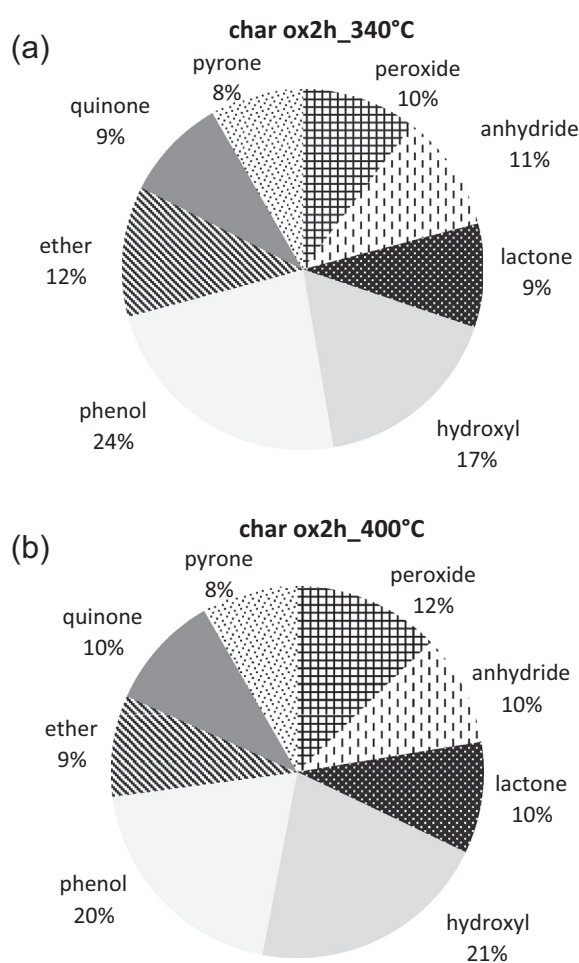 (a)
char ox2h_340°C
pyrone
8%
peroxide
10%
quinone
9%
anhydride
11%
ether
12%
lactone
9%
phenol
24%
hydroxyl
17%
(b)
char ox2h_400°C
pyrone
8%
peroxide
12%
quinone
10%
anhydride
10%
ether
9%
lactone
10%
phenol
20%
hydroxyl
21%